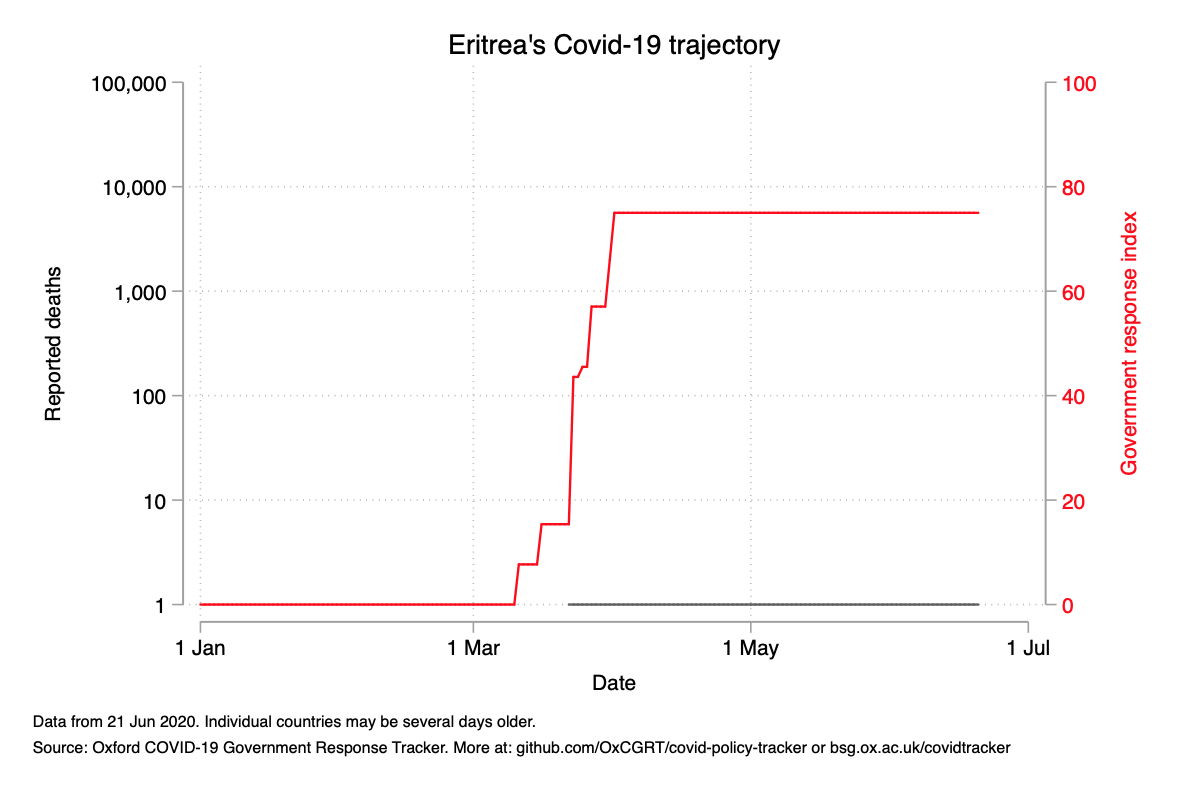 Eritrea's Covid-19 trajectory
100,000
10,000
1,000
100
10
1
Reported deaths
100
80
60
40
20
0
Government response index
1 Jan
1 Mar
1 May
1 Jul
Date
Data from 21 Jun 2020. Individual countries may be several days older.
Source: Oxford COVID-19 Government Response Tracker. More at: github.com/OxCGRT/covid-policy-tracker or bsg.ox.ac.uk/covidtracker